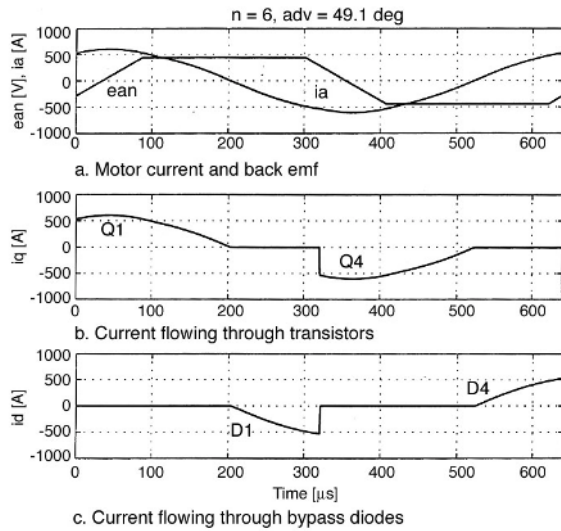 n = 6, adv = 49.1 deg
ean [V], ia [A]
1000
500
0
-500
-1000
ean
ia
0
100
200
300
400
500
600
a. Motor current and back emf
iq [A]
1000
500
0
-500
-1000
Q1
Q4
0
100
200
300
400
500
600
b. Current flowing through transistors
id [A]
1000
500
0
-500
-1000
D1
D4
0
100
200
300
400
500
600
Time [μs]
c. Current flowing through bypass diodes